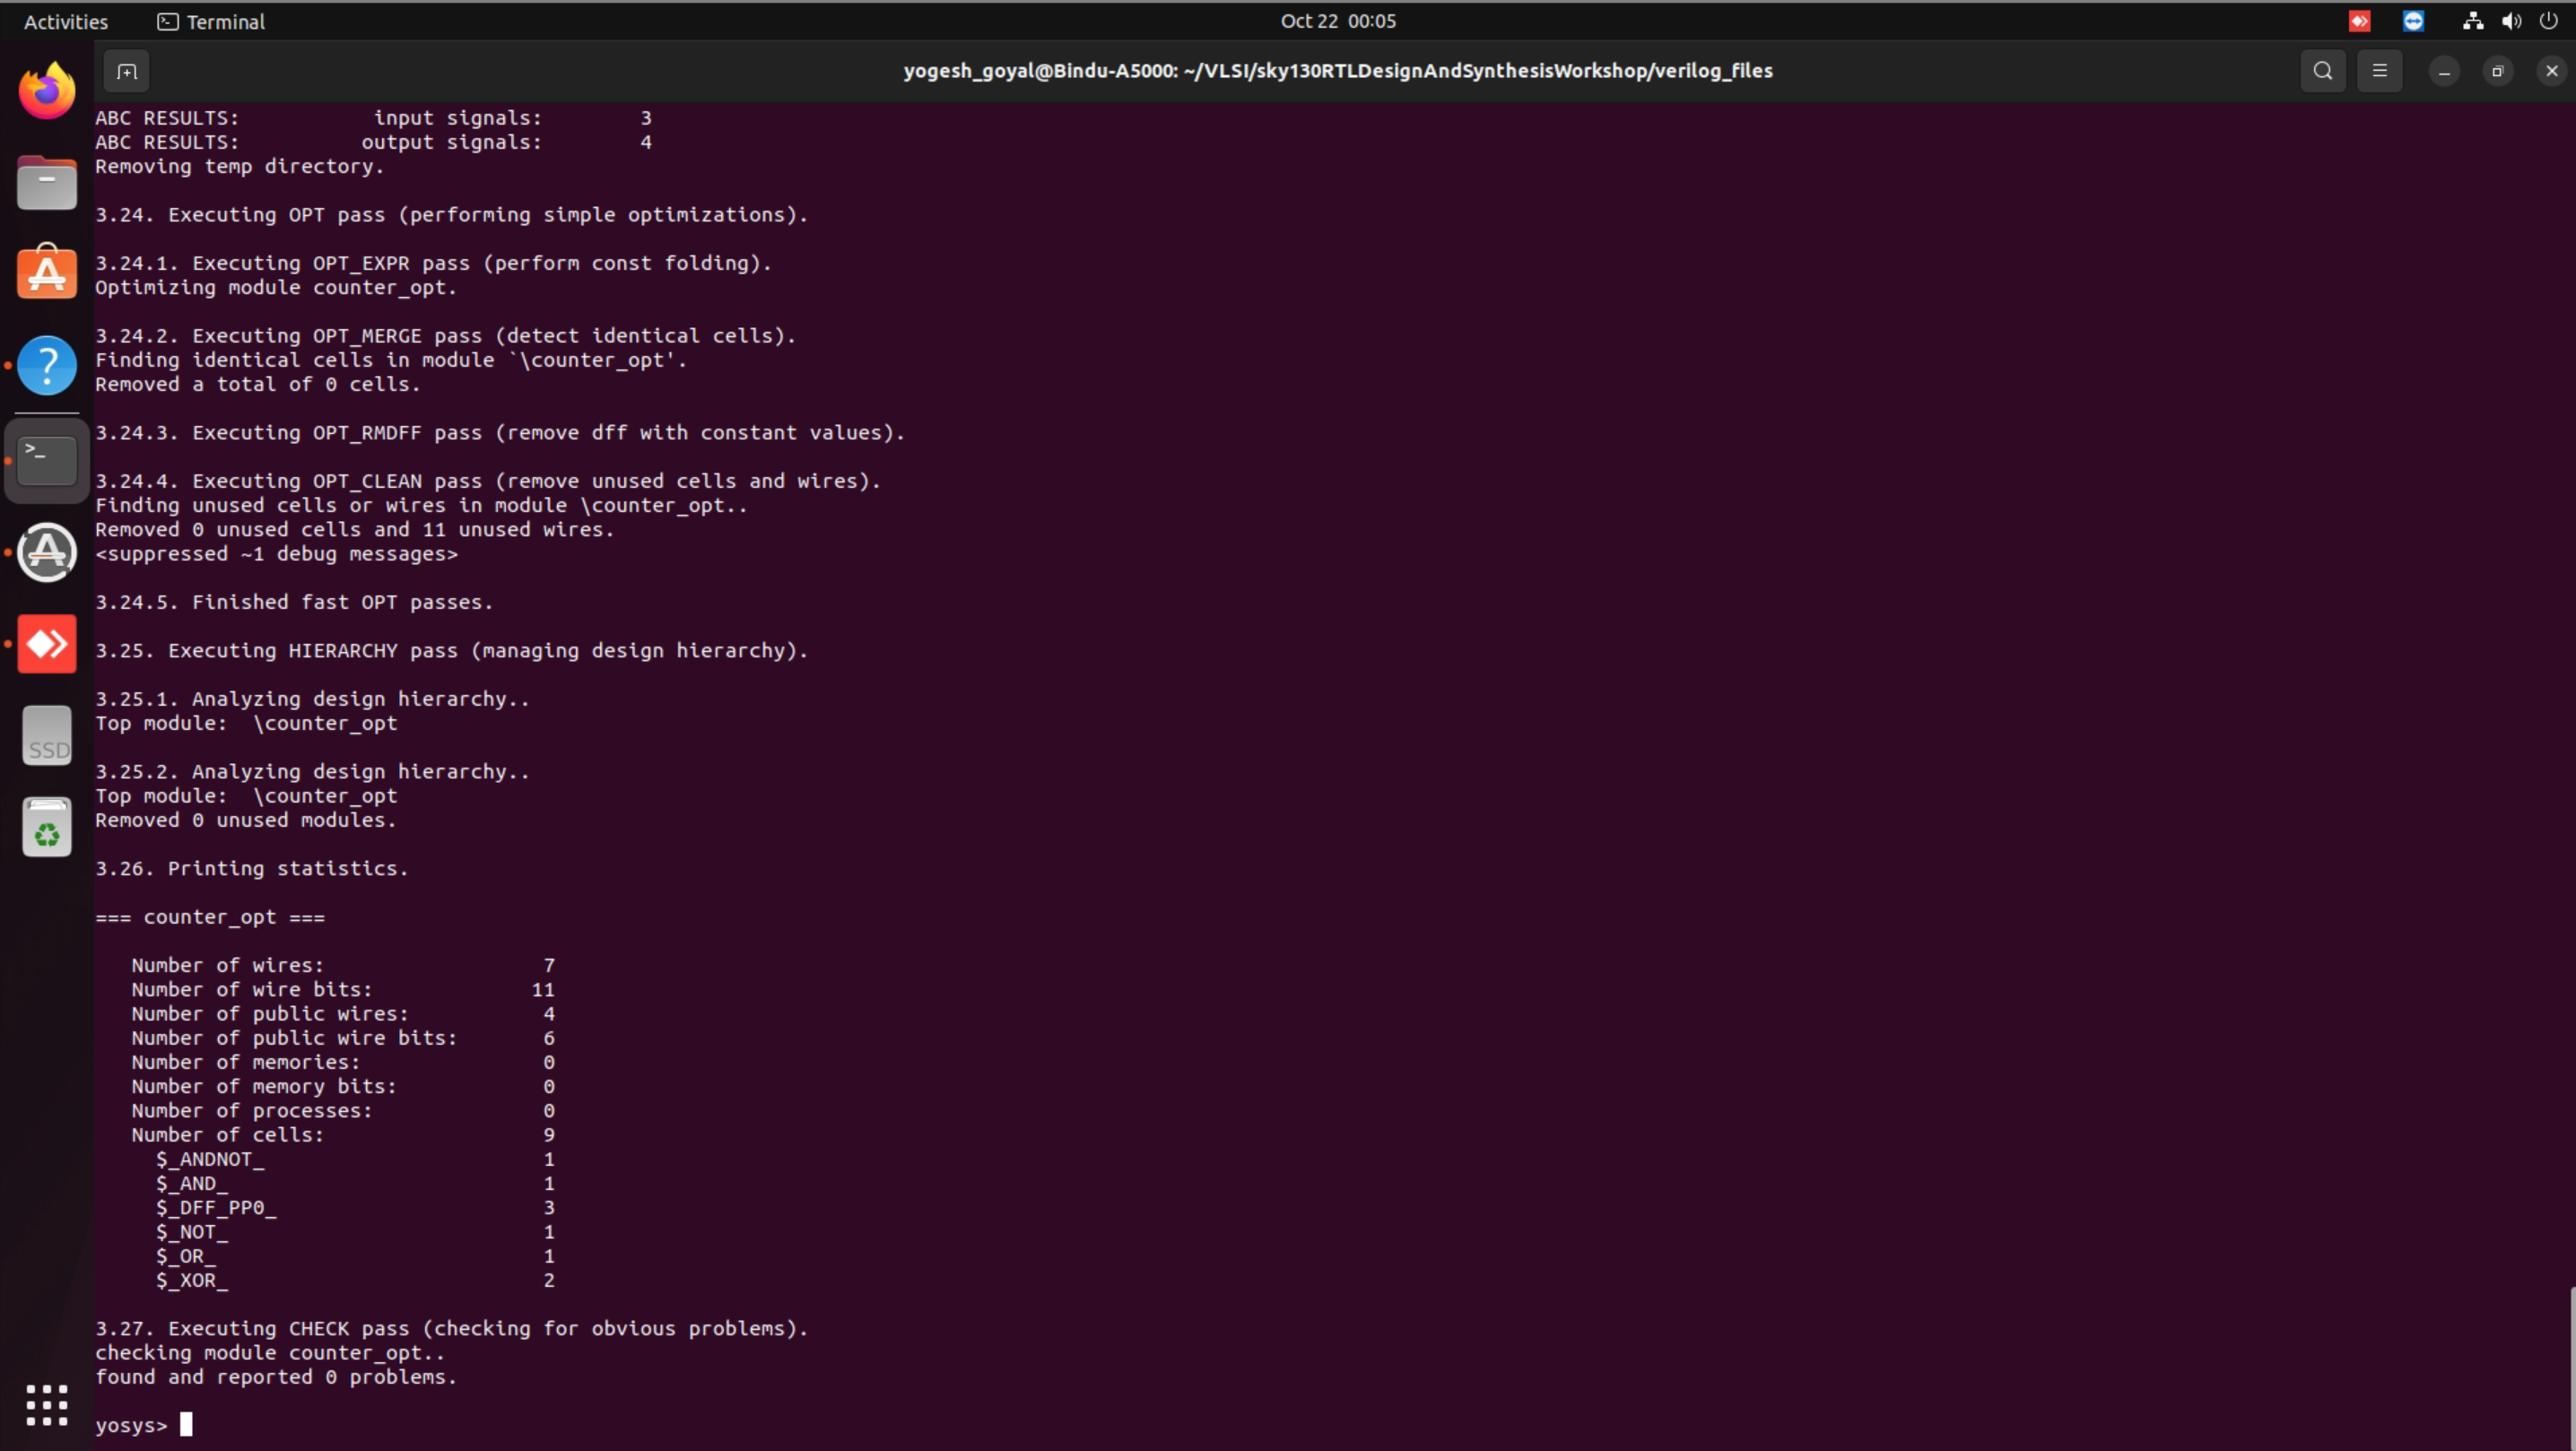 Activities
Terminal
Oct 22 00:05
yogesh_goyal@Bindu-A5000: ~/VLSI/sky130RTLDesignAndSynthesisWorkshop/verilog_files
ABC RESULTS:           input signals:        3
ABC RESULTS:          output signals:        4
Removing temp directory.
3.24. Executing OPT pass (performing simple optimizations).
3.24.1. Executing OPT_EXPR pass (perform const folding).
Optimizing module counter_opt.
3.24.2. Executing OPT_MERGE pass (detect identical cells).
Finding identical cells in module `\counter_opt'.
Removed a total of 0 cells.
3.24.3. Executing OPT_RMDFF pass (remove dff with constant values).
3.24.4. Executing OPT_CLEAN pass (remove unused cells and wires).
Finding unused cells or wires in module \counter_opt..
Removed 0 unused cells and 11 unused wires.
<suppressed ~1 debug messages>
3.24.5. Finished fast OPT passes.
3.25. Executing HIERARCHY pass (managing design hierarchy).
3.25.1. Analyzing design hierarchy..
Top module:  \counter_opt
3.25.2. Analyzing design hierarchy..
Top module:  \counter_opt
Removed 0 unused modules.
3.26. Printing statistics.
=== counter_opt ===
Number of wires:                  7
Number of wire bits:             11
Number of public wires:           4
Number of public wire bits:       6
Number of memories:               0
Number of memory bits:            0
Number of processes:              0
Number of cells:                  9
$_ANDNOT_                       1
$_AND_                          1
$_DFF_PP0_                      3
$_NOT_                          1
$_OR_                           1
$_XOR_                          2
3.27. Executing CHECK pass (checking for obvious problems).
checking module counter_opt..
found and reported 0 problems.
yosys>
SSD